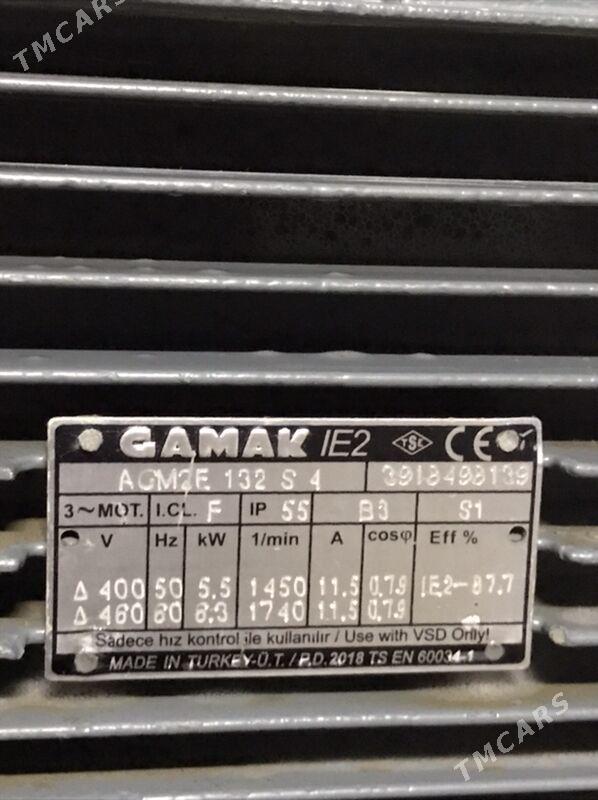 TMCARS
GAMAK IE2 TSE CE
AGM2E 132 S 4 3918498139
3~MOT. I.CL. F IP 55 B3 S1
V Hz kW 1/min A cosφ Eff %
Δ 400 50 5.5 1450 11.5 0.79 IE2-87.7
Δ 460 60 6.3 1740 11.5 0.79
Sadece hız kontrol ile kullanılır / Use with VSD Only!
MADE IN TURKEY-Ü.T. / P.D. 2018 TS EN 60034-1
TMCARS